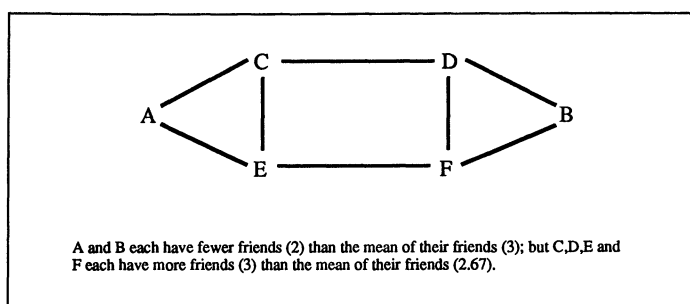 C D
A B
E F
A and B each have fewer friends (2) than the mean of their friends (3); but C,D,E and
F each have more friends (3) than the mean of their friends (2.67).